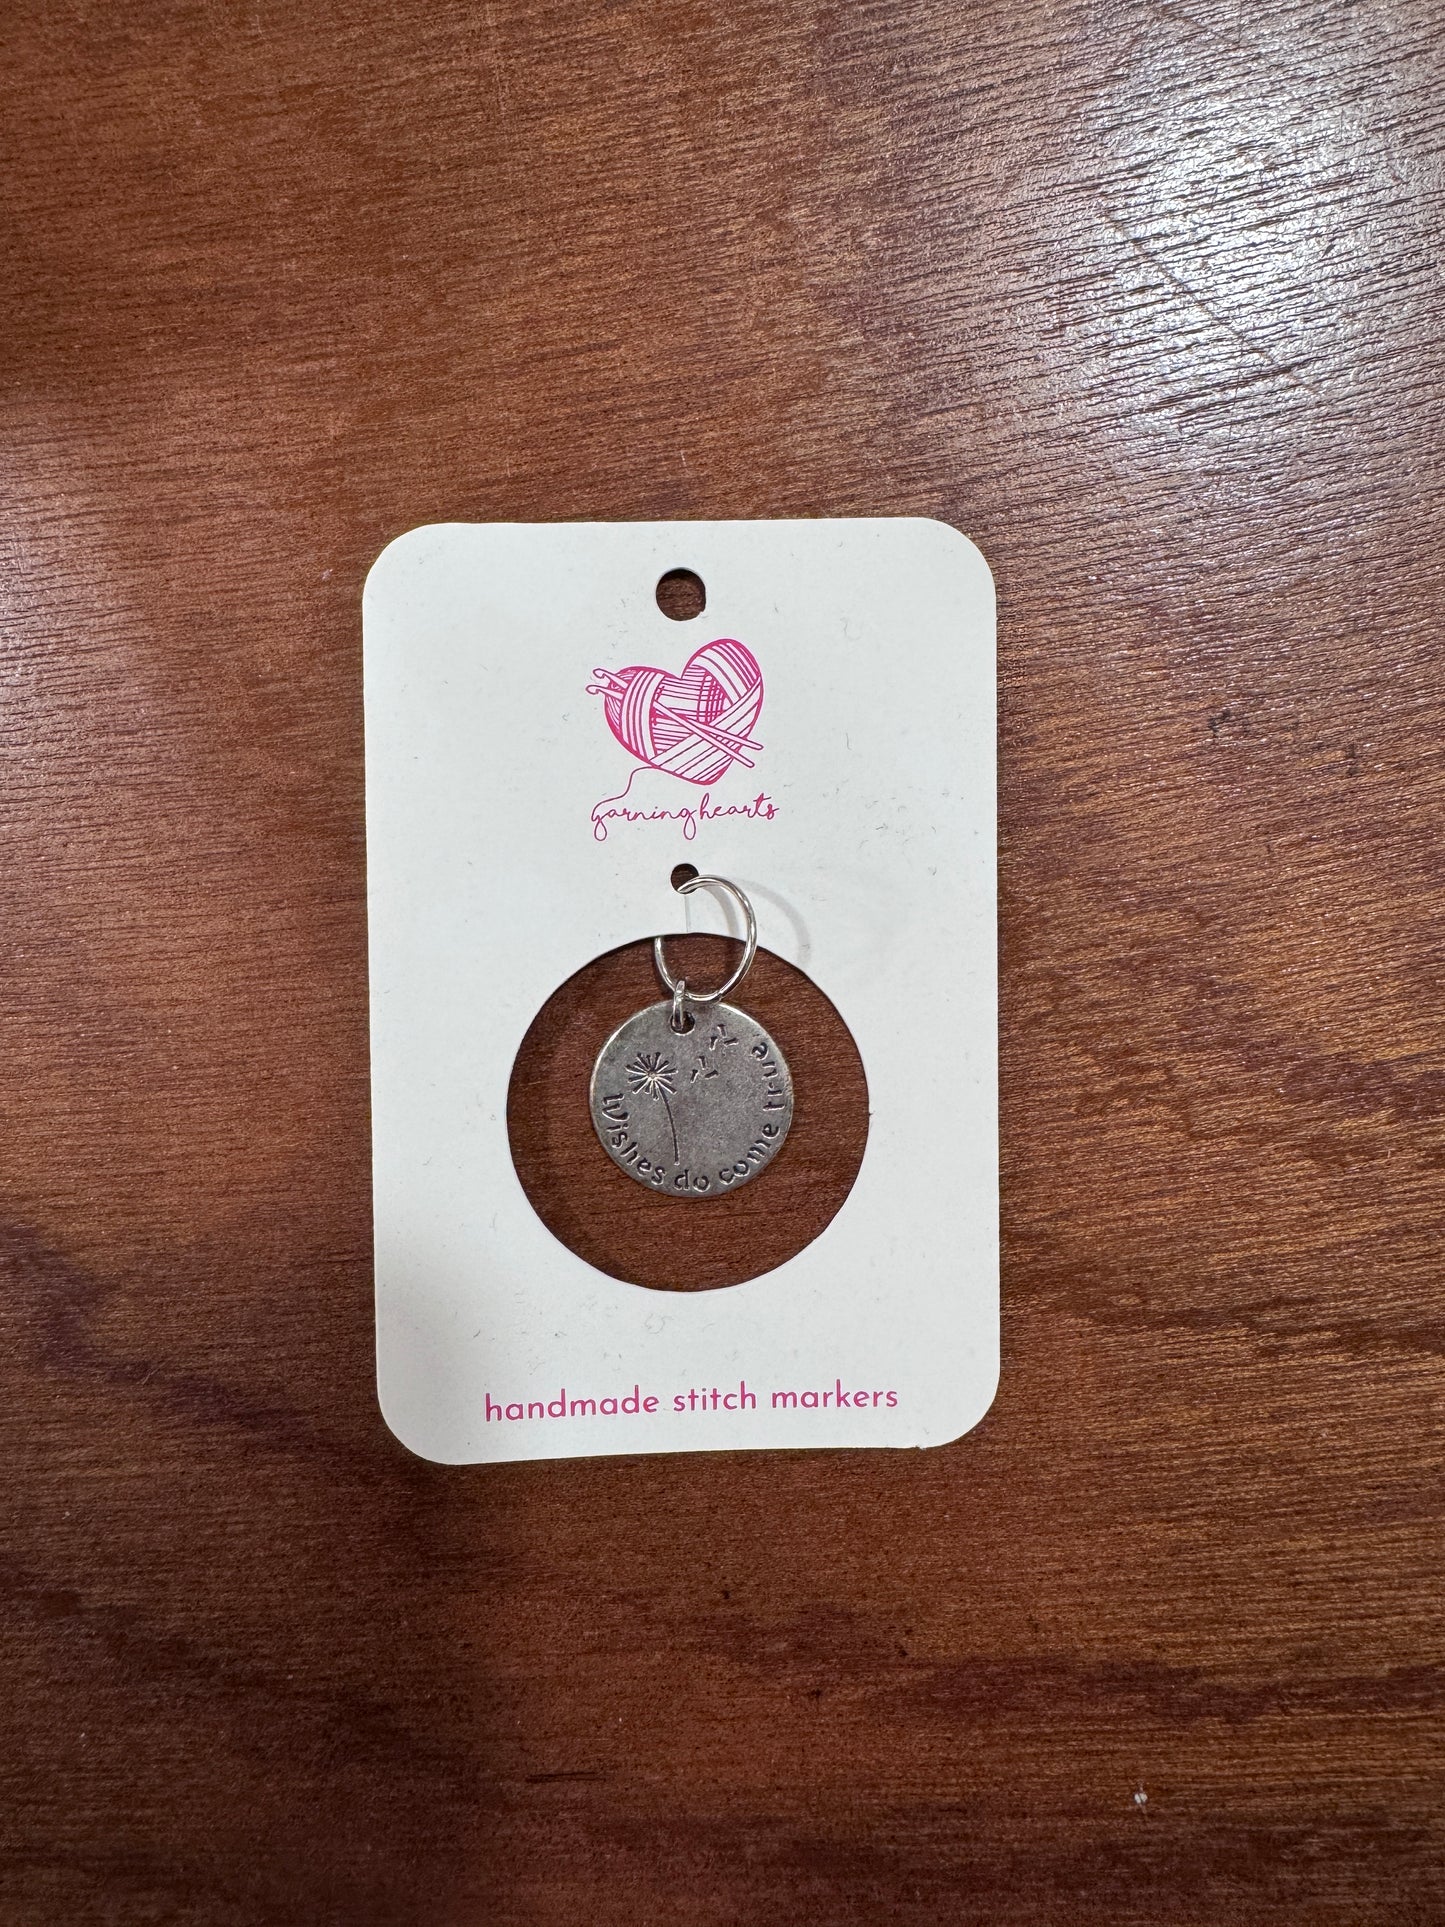 yarninghearts
Wishes do come true
handmade stitch markers